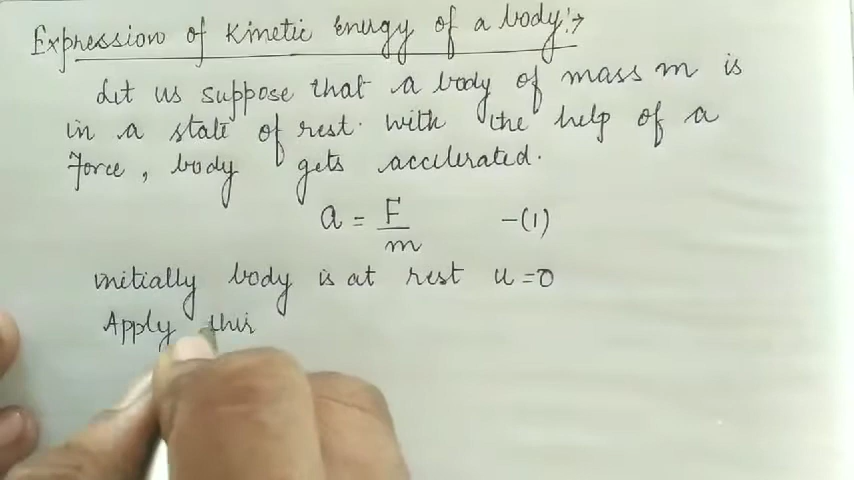 Expression of Kinetic Energy of a body:→
Let us suppose that a body of mass m is
in a state of rest. with the help of a
Force, body gets accelerated.
a = F/m -(1)
initially body is at rest u=0
Apply this